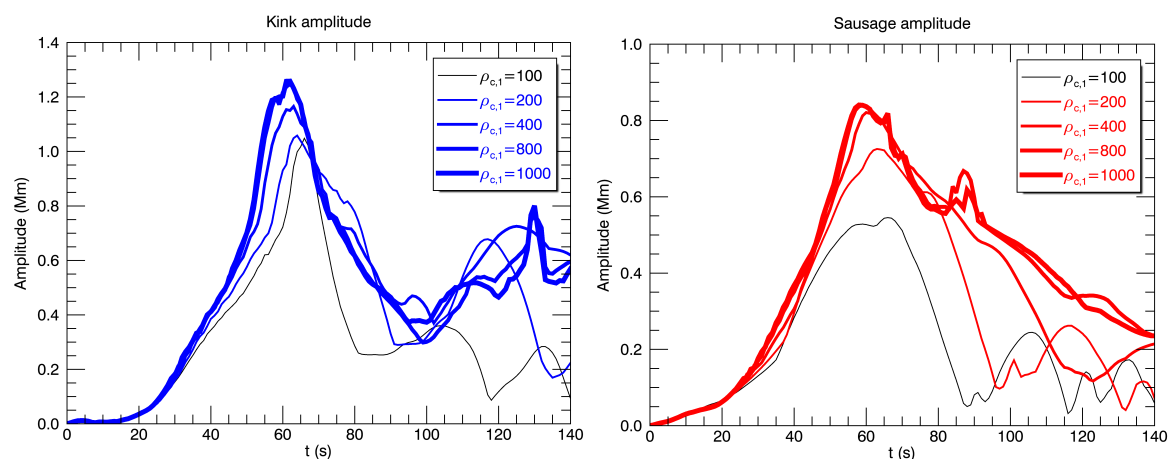 Kink amplitude
1.4
1.2
1.0
0.8
0.6
0.4
0.2
0.0
Amplitude (Mm)
0 20 40 60 80 100 120 140
t (s)
ρc,1=100
ρc,1=200
ρc,1=400
ρc,1=800
ρc,1=1000
Sausage amplitude
1.0
0.8
0.6
0.4
0.2
0.0
Amplitude (Mm)
0 20 40 60 80 100 120 140
t (s)
ρc,1=100
ρc,1=200
ρc,1=400
ρc,1=800
ρc,1=1000